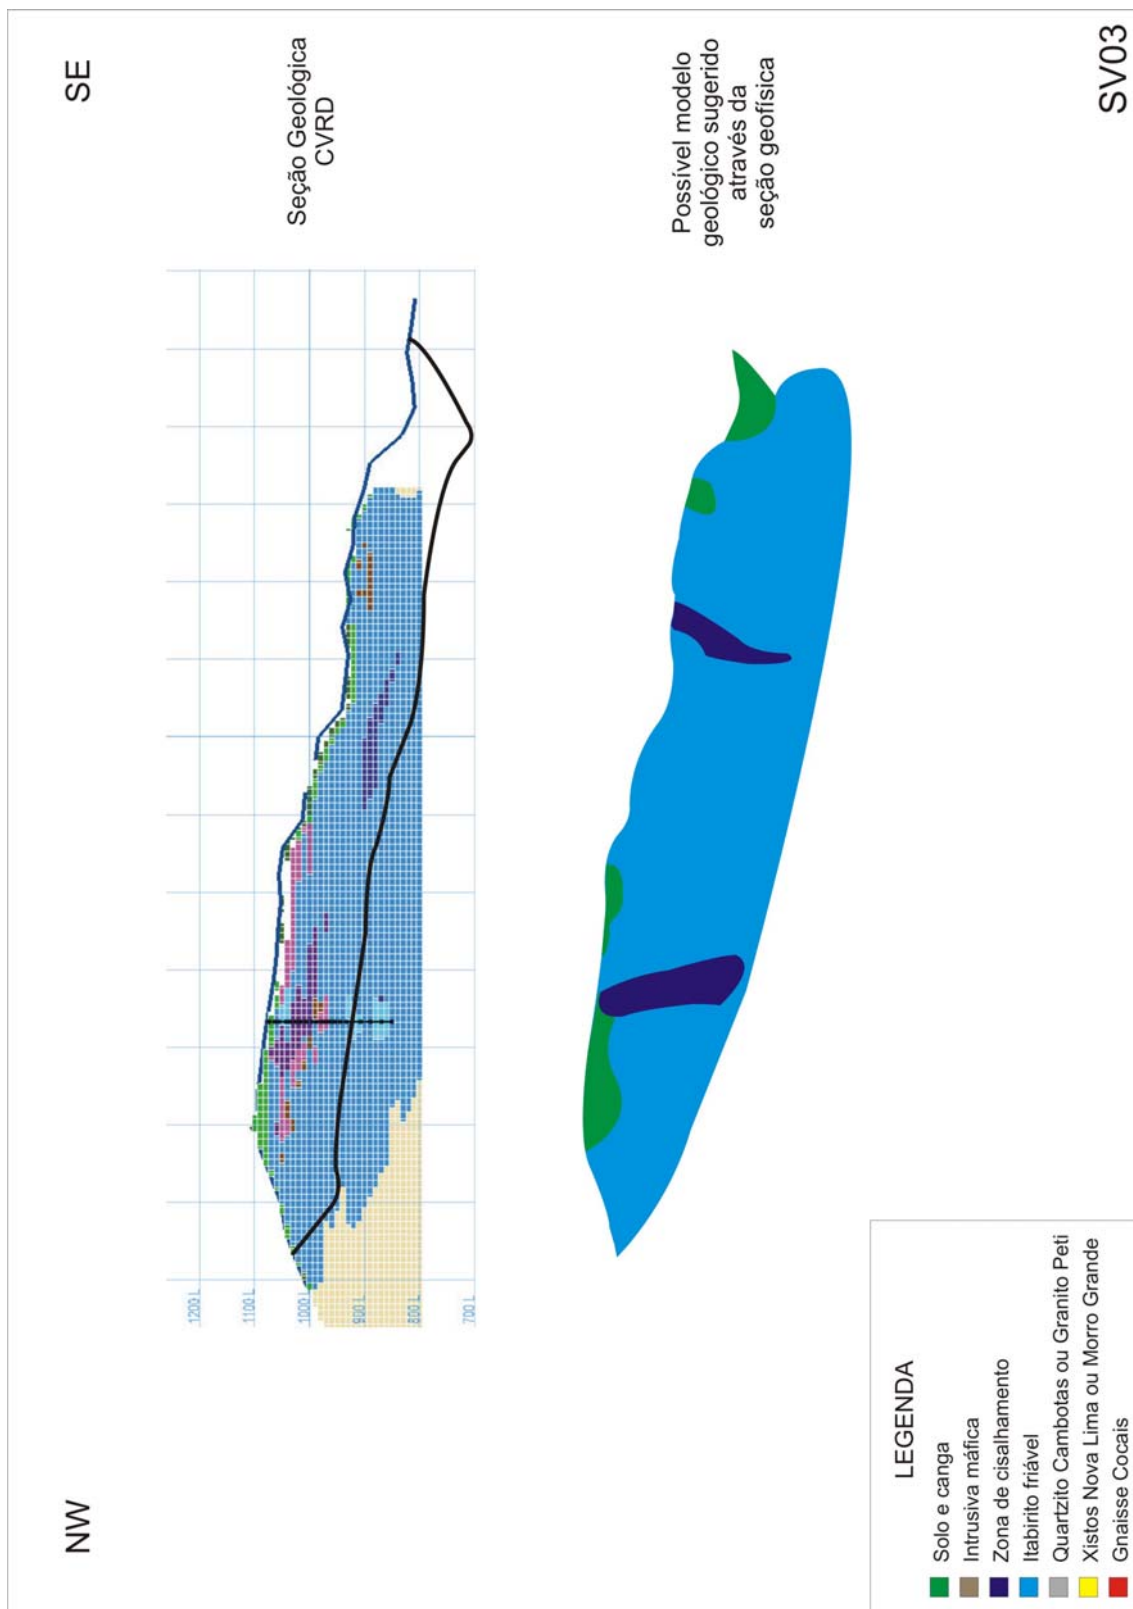 NW
SE
Seção Geológica
CVRD
1200 L
1100 L
1000 L
900 L
800 L
700 L
Possível modelo
geológico sugerido
através da
seção geofísica
LEGENDA
Solo e canga
Intrusiva máfica
Zona de cisalhamento
Itabirito friável
Quartzito Cambotas ou Granito Peti
Xistos Nova Lima ou Morro Grande
Gnaisse Cocais
SV03